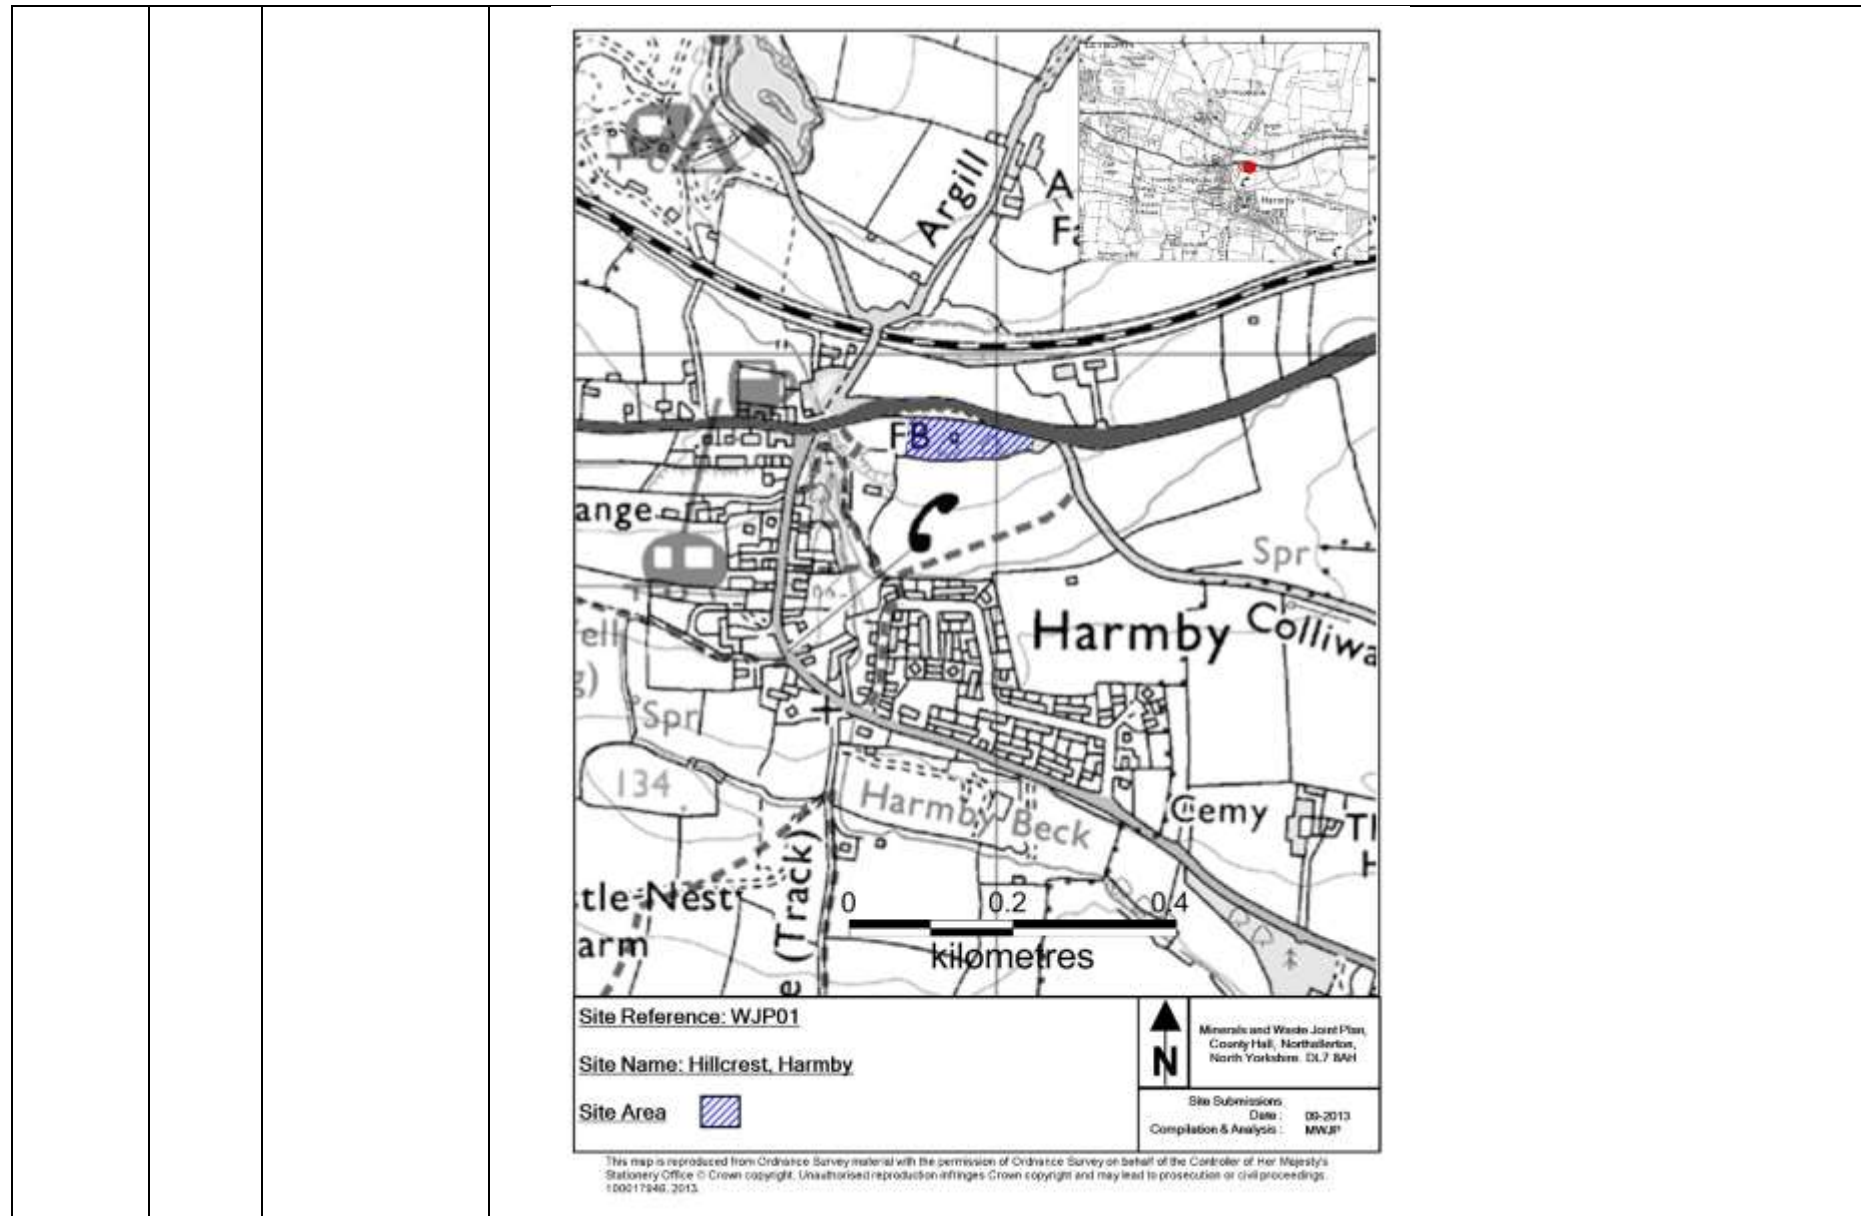 Argill
A
Fa
FB
ange
Spr
Harmby
Colliwa
ell
g)
Spr
134
Harmby Beck
Cemy
Th
H
tle Nest
arm
e (Track)
0 0.2 0.4
kilometres
Harmby
Site Reference: WJP01
Site Name: Hillcrest, Harmby
Site Area
N
Minerals and Waste Joint Plan,
County Hall, Northallerton,
North Yorkshire. DL7 8AH
Site Submissions
Date : 09-2013
Compilation & Analysis : MWJP
This map is reproduced from Ordnance Survey material with the permission of Ordnance Survey on behalf of the Controller of Her Majesty's
Stationery Office © Crown copyright. Unauthorised reproduction infringes Crown copyright and may lead to prosecution or civil proceedings.
100017946, 2013.